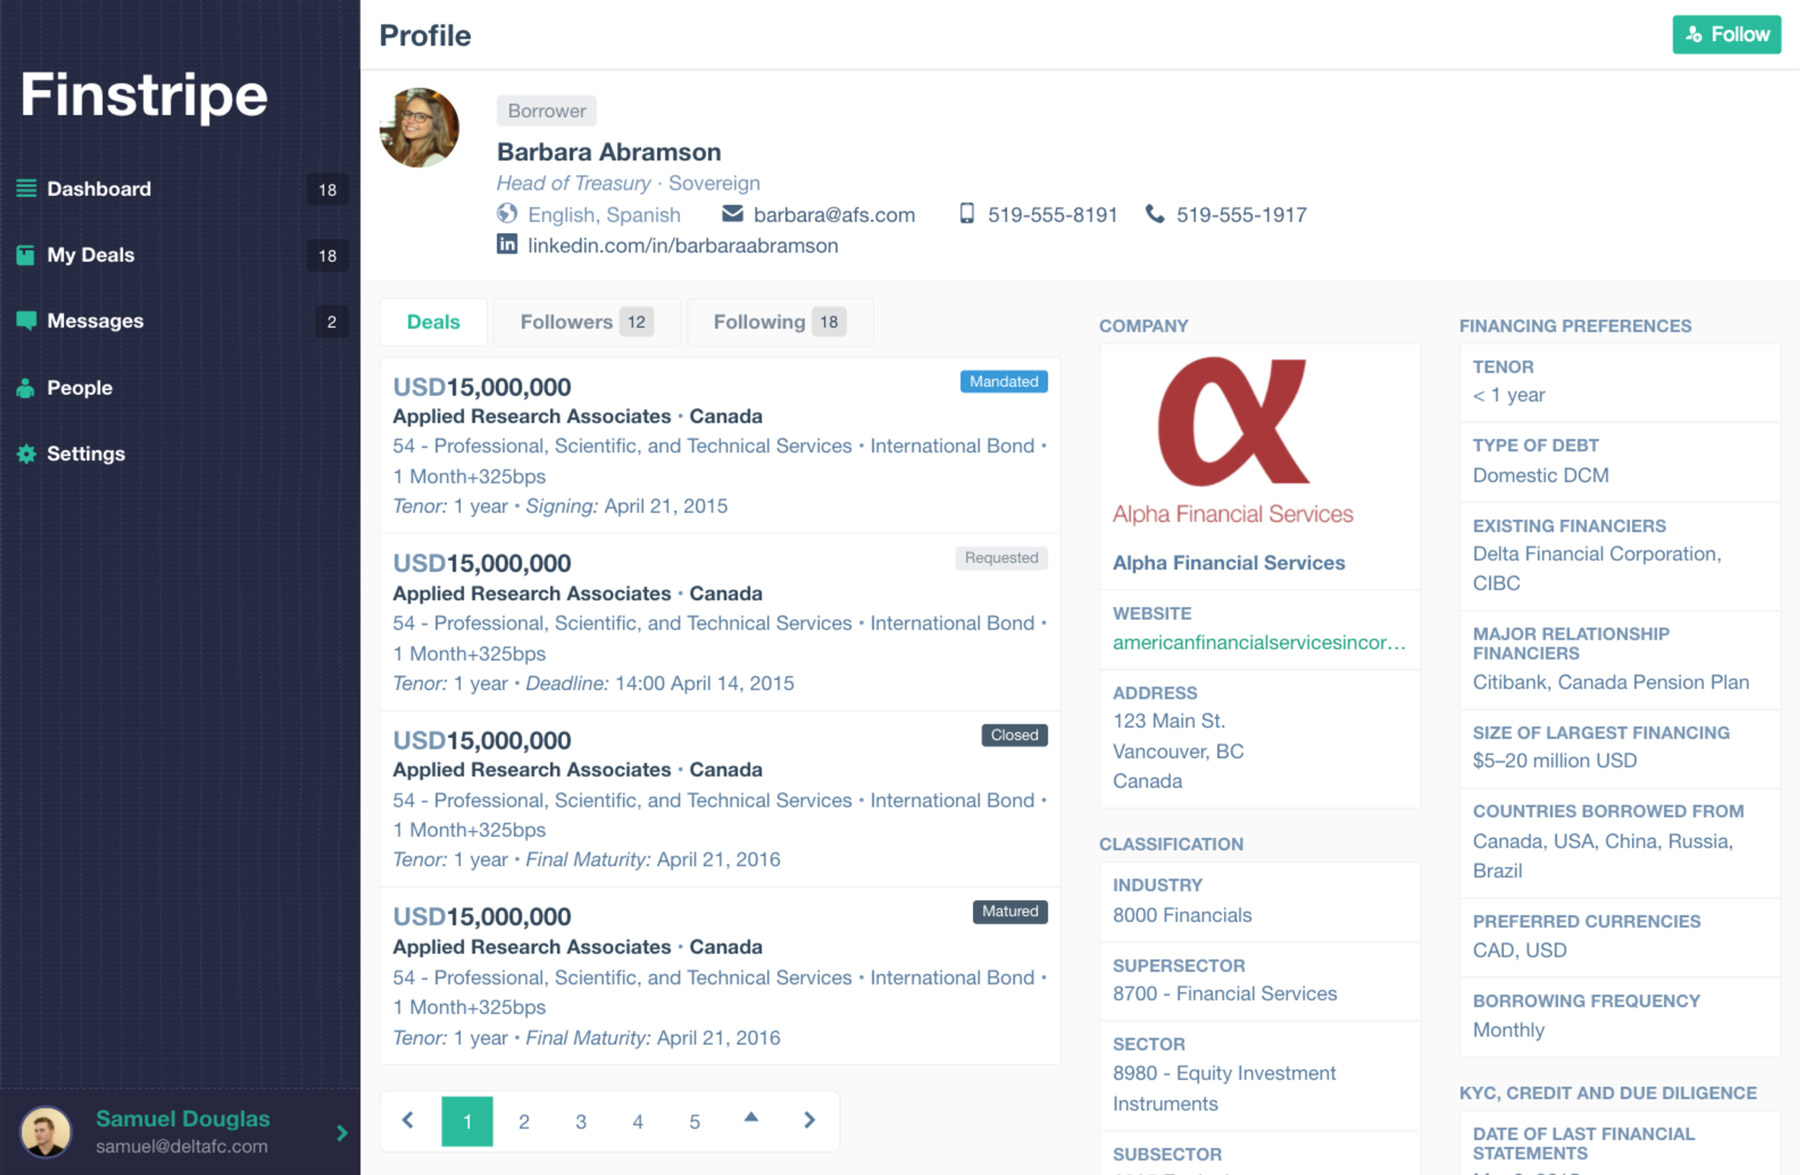 Finstripe
Dashboard 18
My Deals 18
Messages 2
People
Settings
Samuel Douglas
samuel@deltafc.com
Profile
Follow
Borrower
Barbara Abramson
Head of Treasury · Sovereign
English, Spanish barbara@afs.com 519-555-8191 519-555-1917
linkedin.com/in/barbaraabramson
Deals Followers 12 Following 18
USD15,000,000 Mandated
Applied Research Associates · Canada
54 - Professional, Scientific, and Technical Services • International Bond •
1 Month+325bps
Tenor: 1 year • Signing: April 21, 2015
USD15,000,000 Requested
Applied Research Associates · Canada
54 - Professional, Scientific, and Technical Services • International Bond •
1 Month+325bps
Tenor: 1 year • Deadline: 14:00 April 14, 2015
USD15,000,000 Closed
Applied Research Associates · Canada
54 - Professional, Scientific, and Technical Services • International Bond •
1 Month+325bps
Tenor: 1 year • Final Maturity: April 21, 2016
USD15,000,000 Matured
Applied Research Associates · Canada
54 - Professional, Scientific, and Technical Services • International Bond •
1 Month+325bps
Tenor: 1 year • Final Maturity: April 21, 2016
1 2 3 4 5
COMPANY
α
Alpha Financial Services
Alpha Financial Services
WEBSITE
americanfinancialservicesincor…
ADDRESS
123 Main St.
Vancouver, BC
Canada
CLASSIFICATION
INDUSTRY
8000 Financials
SUPERSECTOR
8700 - Financial Services
SECTOR
8980 - Equity Investment
Instruments
SUBSECTOR
FINANCING PREFERENCES
TENOR
< 1 year
TYPE OF DEBT
Domestic DCM
EXISTING FINANCIERS
Delta Financial Corporation,
CIBC
MAJOR RELATIONSHIP
FINANCIERS
Citibank, Canada Pension Plan
SIZE OF LARGEST FINANCING
$5–20 million USD
COUNTRIES BORROWED FROM
Canada, USA, China, Russia,
Brazil
PREFERRED CURRENCIES
CAD, USD
BORROWING FREQUENCY
Monthly
KYC, CREDIT AND DUE DILIGENCE
DATE OF LAST FINANCIAL
STATEMENTS